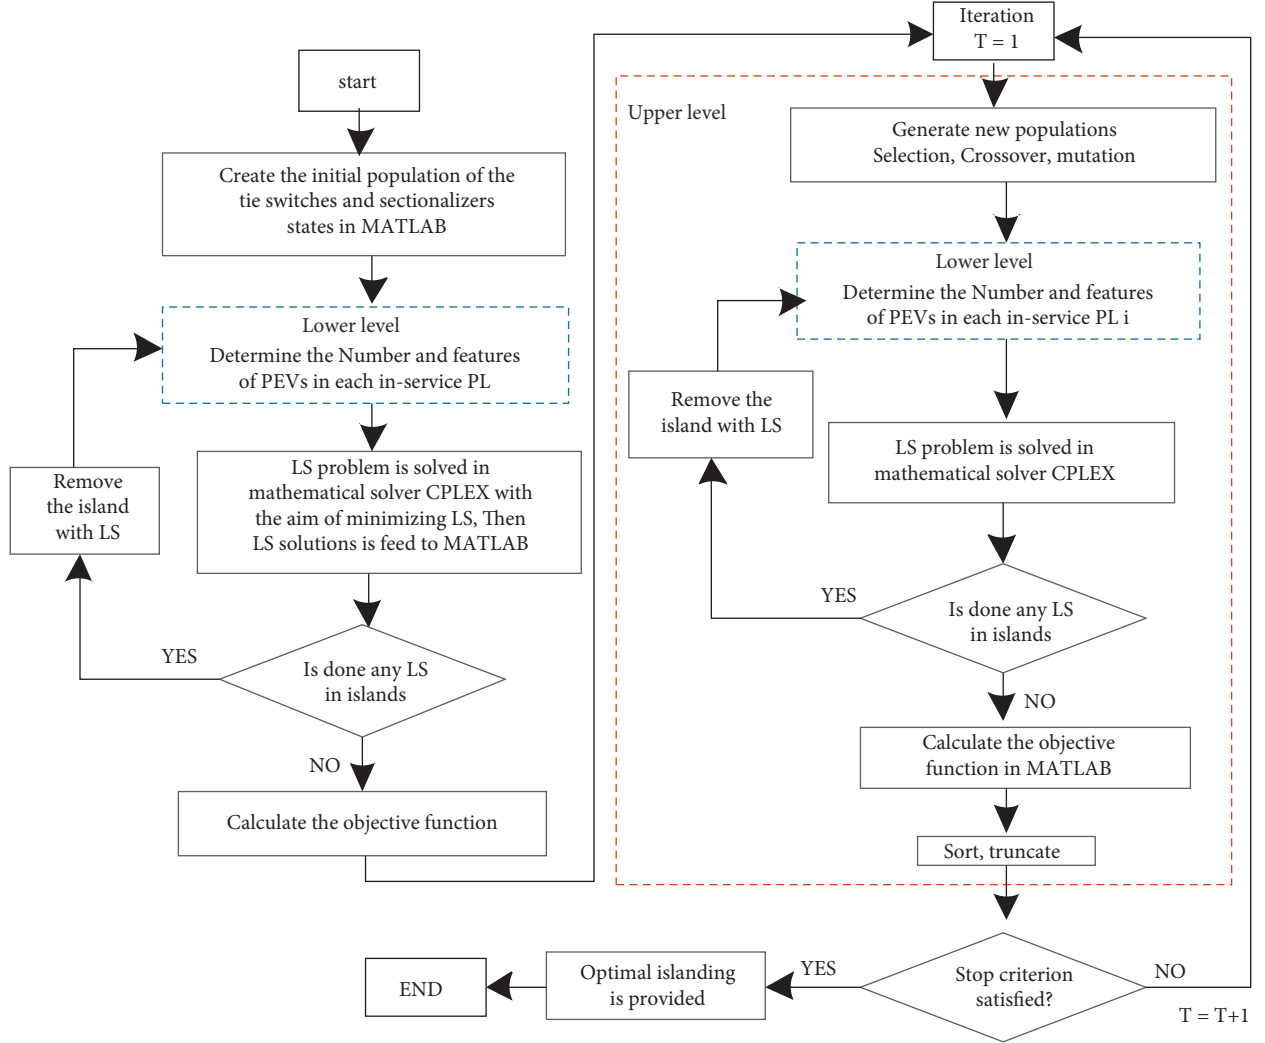 start
Create the initial population of the
tie switches and sectionalizers
states in MATLAB
Lower level
Determine the Number and features
of PEVs in each in-service PL
Remove
the island
with LS
LS problem is solved in
mathematical solver CPLEX with
the aim of minimizing LS, Then
LS solutions is feed to MATLAB
YES
Is done any LS
in islands
NO
Calculate the objective function
Iteration
T = 1
Upper level
Generate new populations
Selection, Crossover, mutation
Lower level
Determine the Number and features
of PEVs in each in-service PL i
Remove the
island with LS
LS problem is solved in
mathematical solver CPLEX
YES
Is done any LS
in islands
NO
Calculate the objective
function in MATLAB
Sort, truncate
Stop criterion
satisfied?
NO
T = T+1
YES
Optimal islanding
is provided
END